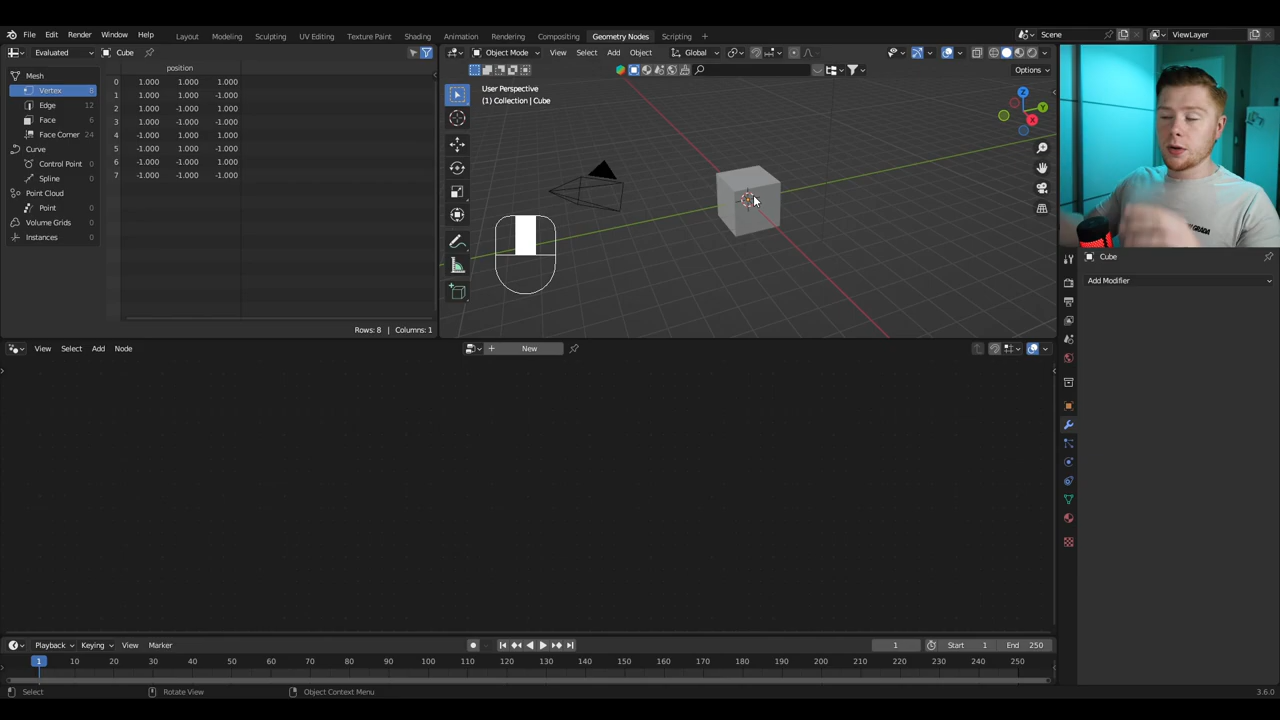 File Edit Render Window Help Layout Modeling Sculpting UV Editing Texture Paint Shading Animation Rendering Compositing Geometry Nodes Scripting + Scene ViewLayer
Evaluated Cube Object Mode View Select Add Object Global
Options
position
Mesh
Vertex 8
Edge 12
Face 6
Face Corner 24
Curve
Control Point 0
Spline 0
Point Cloud
Point 0
Volume Grids 0
Instances 0
0 1.000 1.000 1.000
1 1.000 1.000 -1.000
2 1.000 -1.000 1.000
3 1.000 -1.000 -1.000
4 -1.000 1.000 1.000
5 -1.000 1.000 -1.000
6 -1.000 -1.000 1.000
7 -1.000 -1.000 -1.000
Rows: 8 | Columns: 1
User Perspective
(1) Collection | Cube
Z
Y
X
Cube
Add Modifier
View Select Add Node + New
Playback Keying View Marker 1 Start 1 End 250
1 10 20 30 40 50 60 70 80 90 100 110 120 130 140 150 160 170 180 190 200 210 220 230 240 250
Select Rotate View Object Context Menu 3.6.0